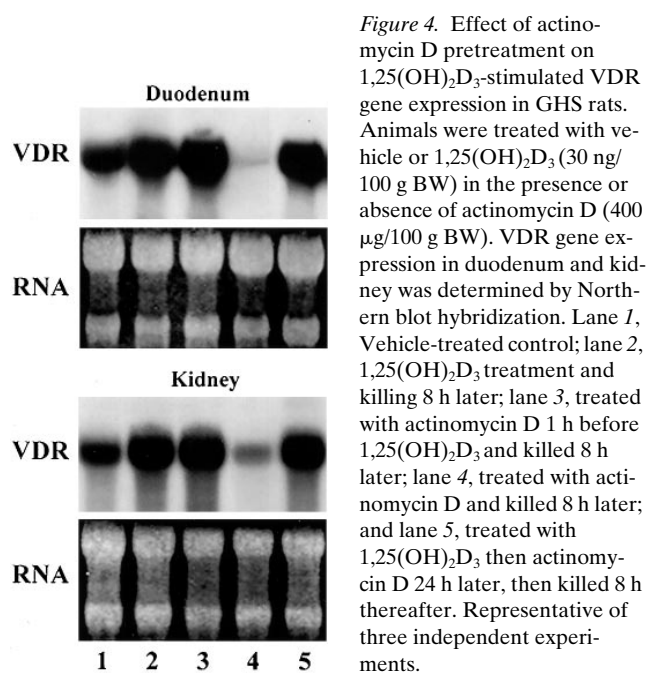 Duodenum
VDR
RNA
Kidney
VDR
RNA
1 2 3 4 5
Figure 4. Effect of actino-
mycin D pretreatment on
1,25(OH)₂D₃-stimulated VDR
gene expression in GHS rats.
Animals were treated with ve-
hicle or 1,25(OH)₂D₃ (30 ng/
100 g BW) in the presence or
absence of actinomycin D (400
μg/100 g BW). VDR gene ex-
pression in duodenum and kid-
ney was determined by North-
ern blot hybridization. Lane 1,
Vehicle-treated control; lane 2,
1,25(OH)₂D₃ treatment and
killing 8 h later; lane 3, treated
with actinomycin D 1 h before
1,25(OH)₂D₃ and killed 8 h
later; lane 4, treated with acti-
nomycin D and killed 8 h later;
and lane 5, treated with
1,25(OH)₂D₃ then actinomy-
cin D 24 h later, then killed 8 h
thereafter. Representative of
three independent experi-
ments.